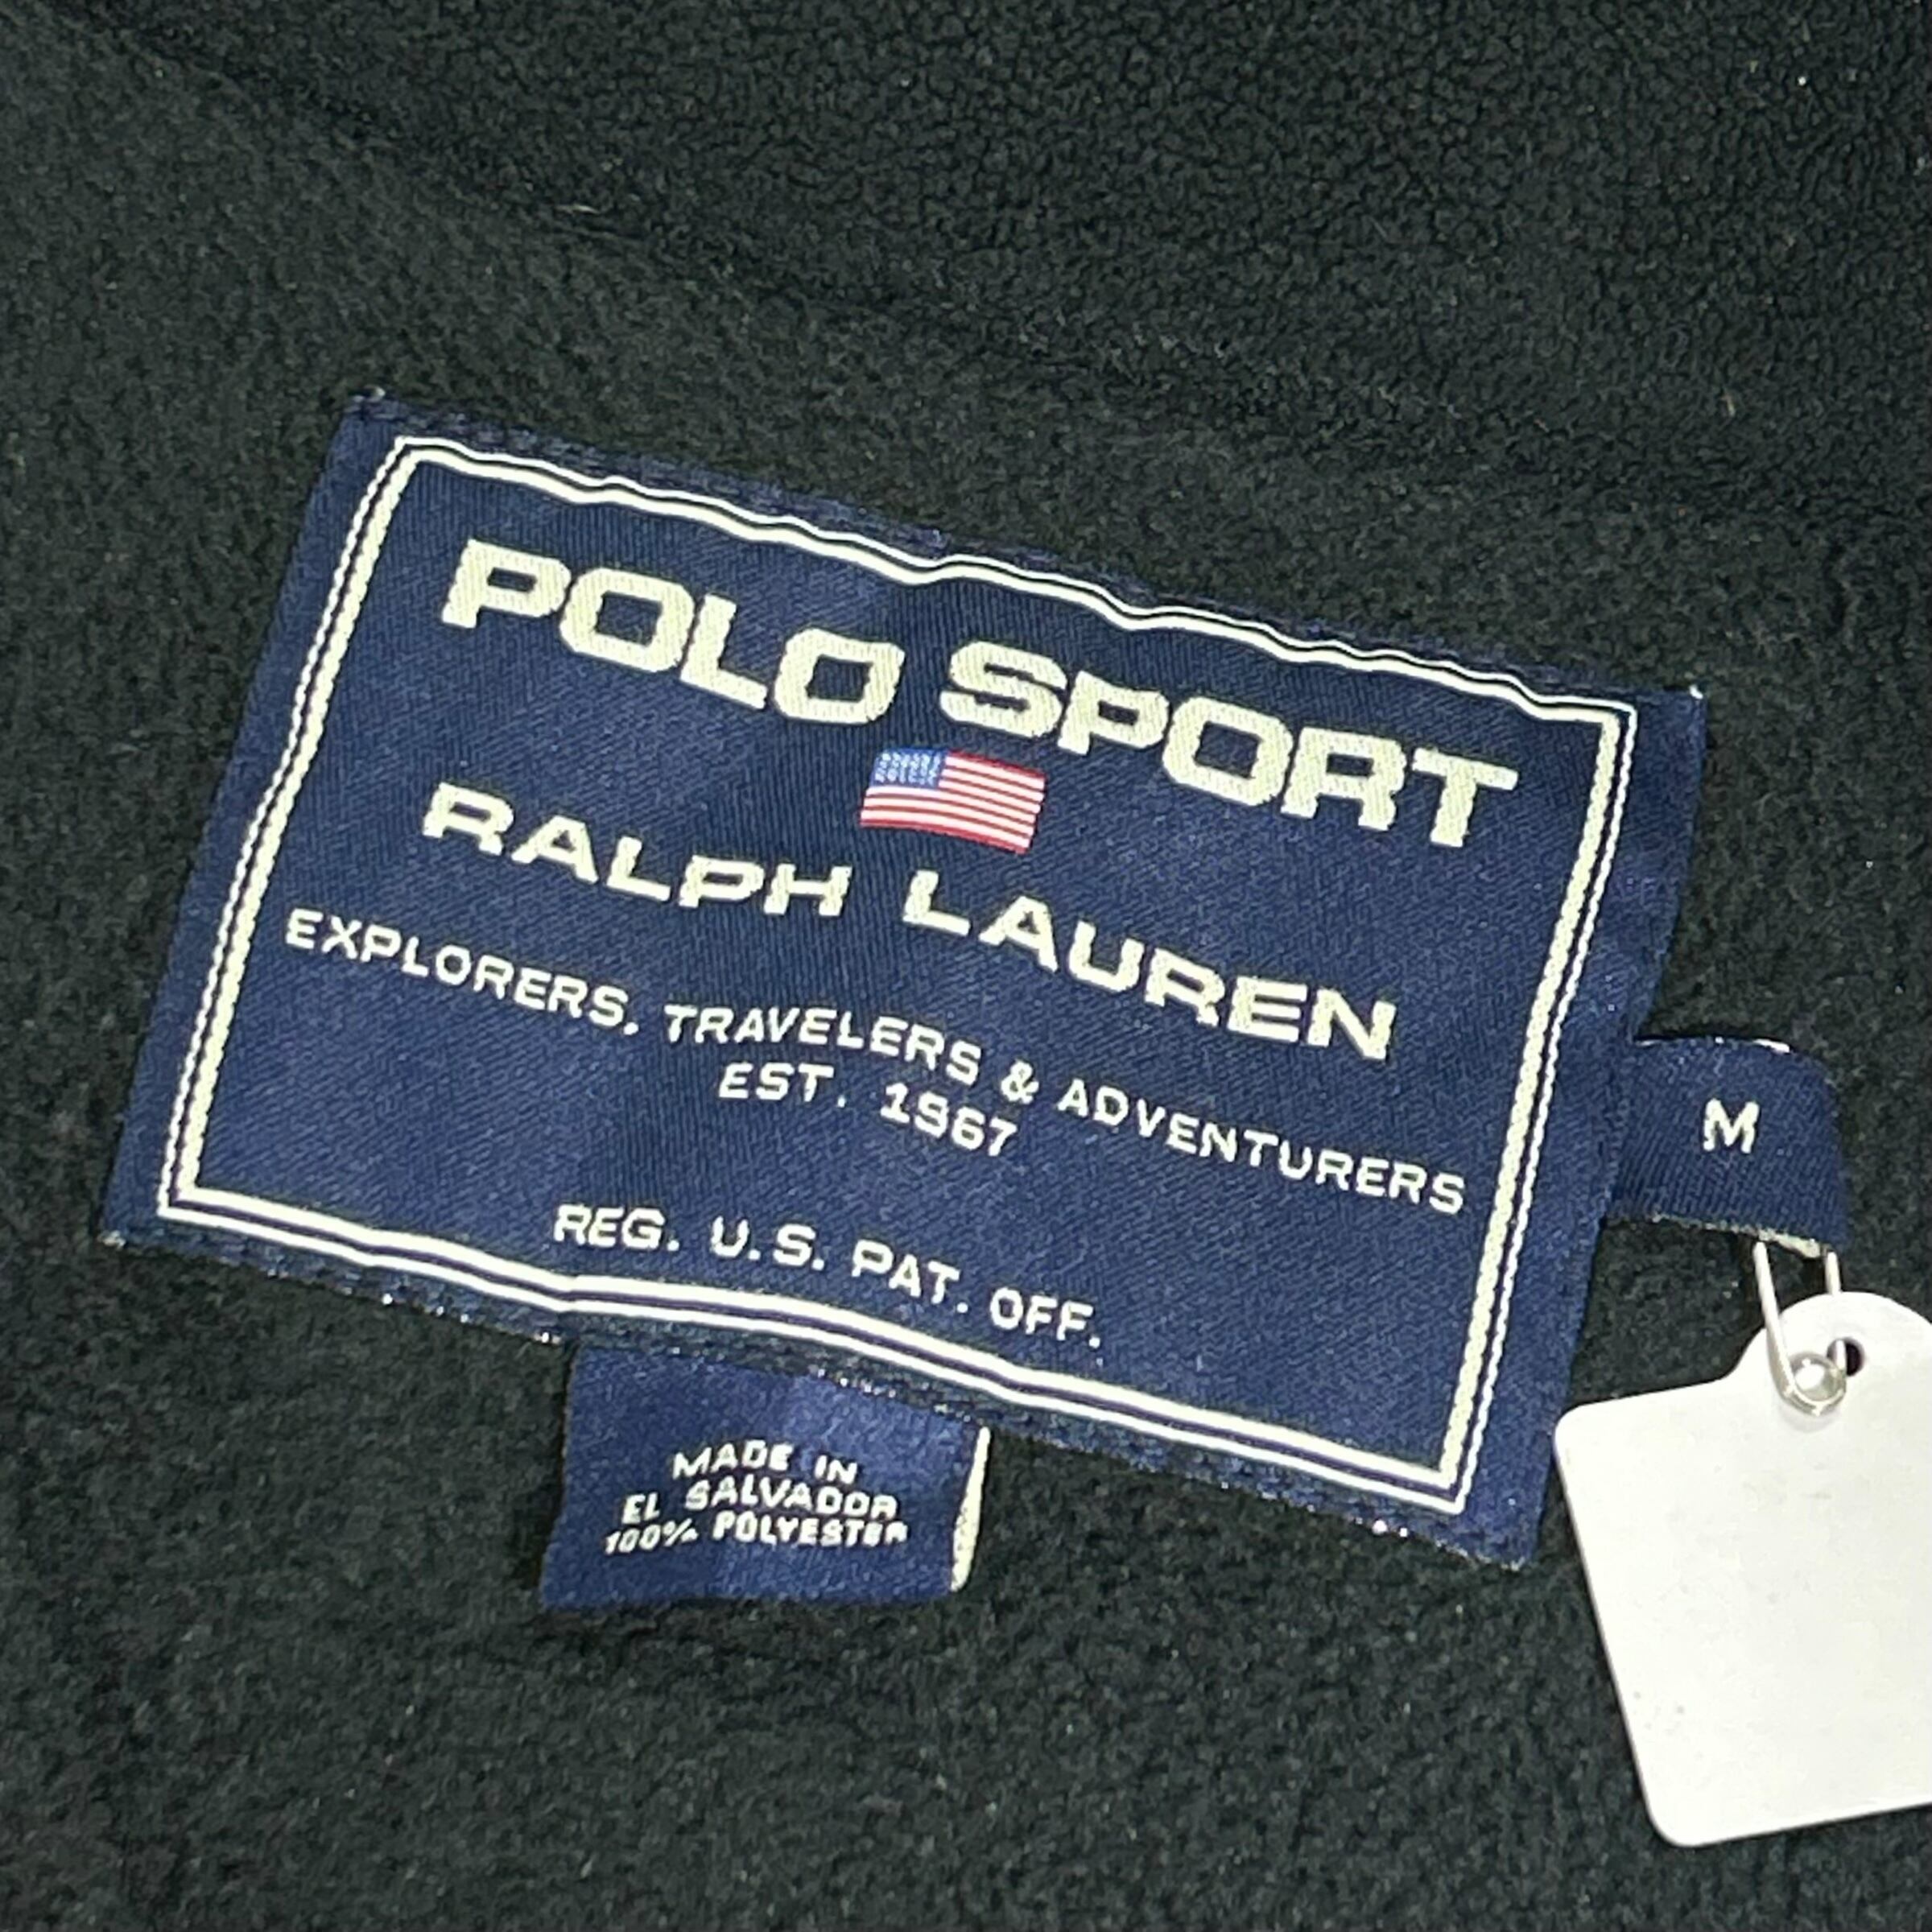 POLO SPORT
RALPH LAUREN
EXPLORERS, TRAVELERS & ADVENTURERS
EST. 1967
REG. U.S. PAT. OFF.
M
MADE IN
EL SALVADOR
100% POLYESTER